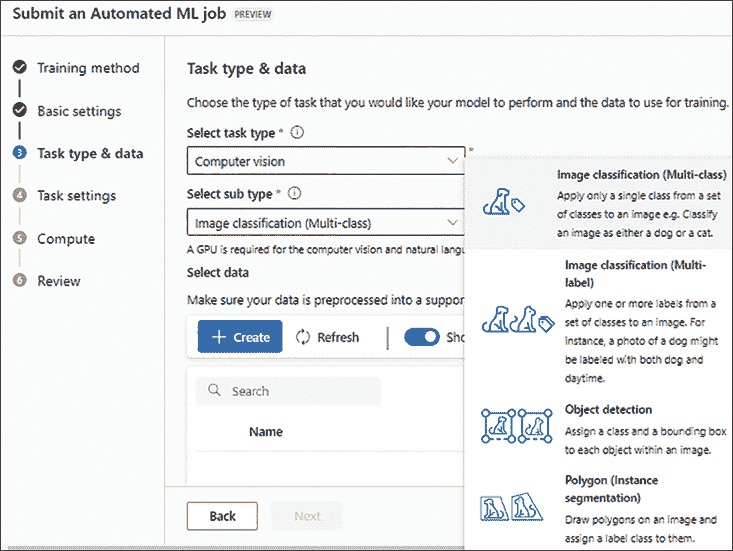 Submit an Automated ML job PREVIEW
Training method
Basic settings
3 Task type & data
4 Task settings
5 Compute
6 Review
Task type & data
Choose the type of task that you would like your model to perform and the data to use for training.
Select task type *
Computer vision
*
Select sub type *
Image classification (Multi-class)
A GPU is required for the computer vision and natural
Select data
Make sure your data is preprocessed into a
+ Create Refresh
Search
Name
Back Next
Image classification (Multi-class)
Apply only a single class from a set
of classes to an image e.g. Classify
an image as either a dog or a cat.
Image classification (Multi-
label)
Apply one or more labels from a
set of classes to an image. For
instance, a photo of a dog might
be labeled with both dog and
daytime.
Object detection
Assign a class and a bounding box
to each object within an image.
Polygon (Instance
segmentation)
Draw polygons on an image and
assign a label class to them.